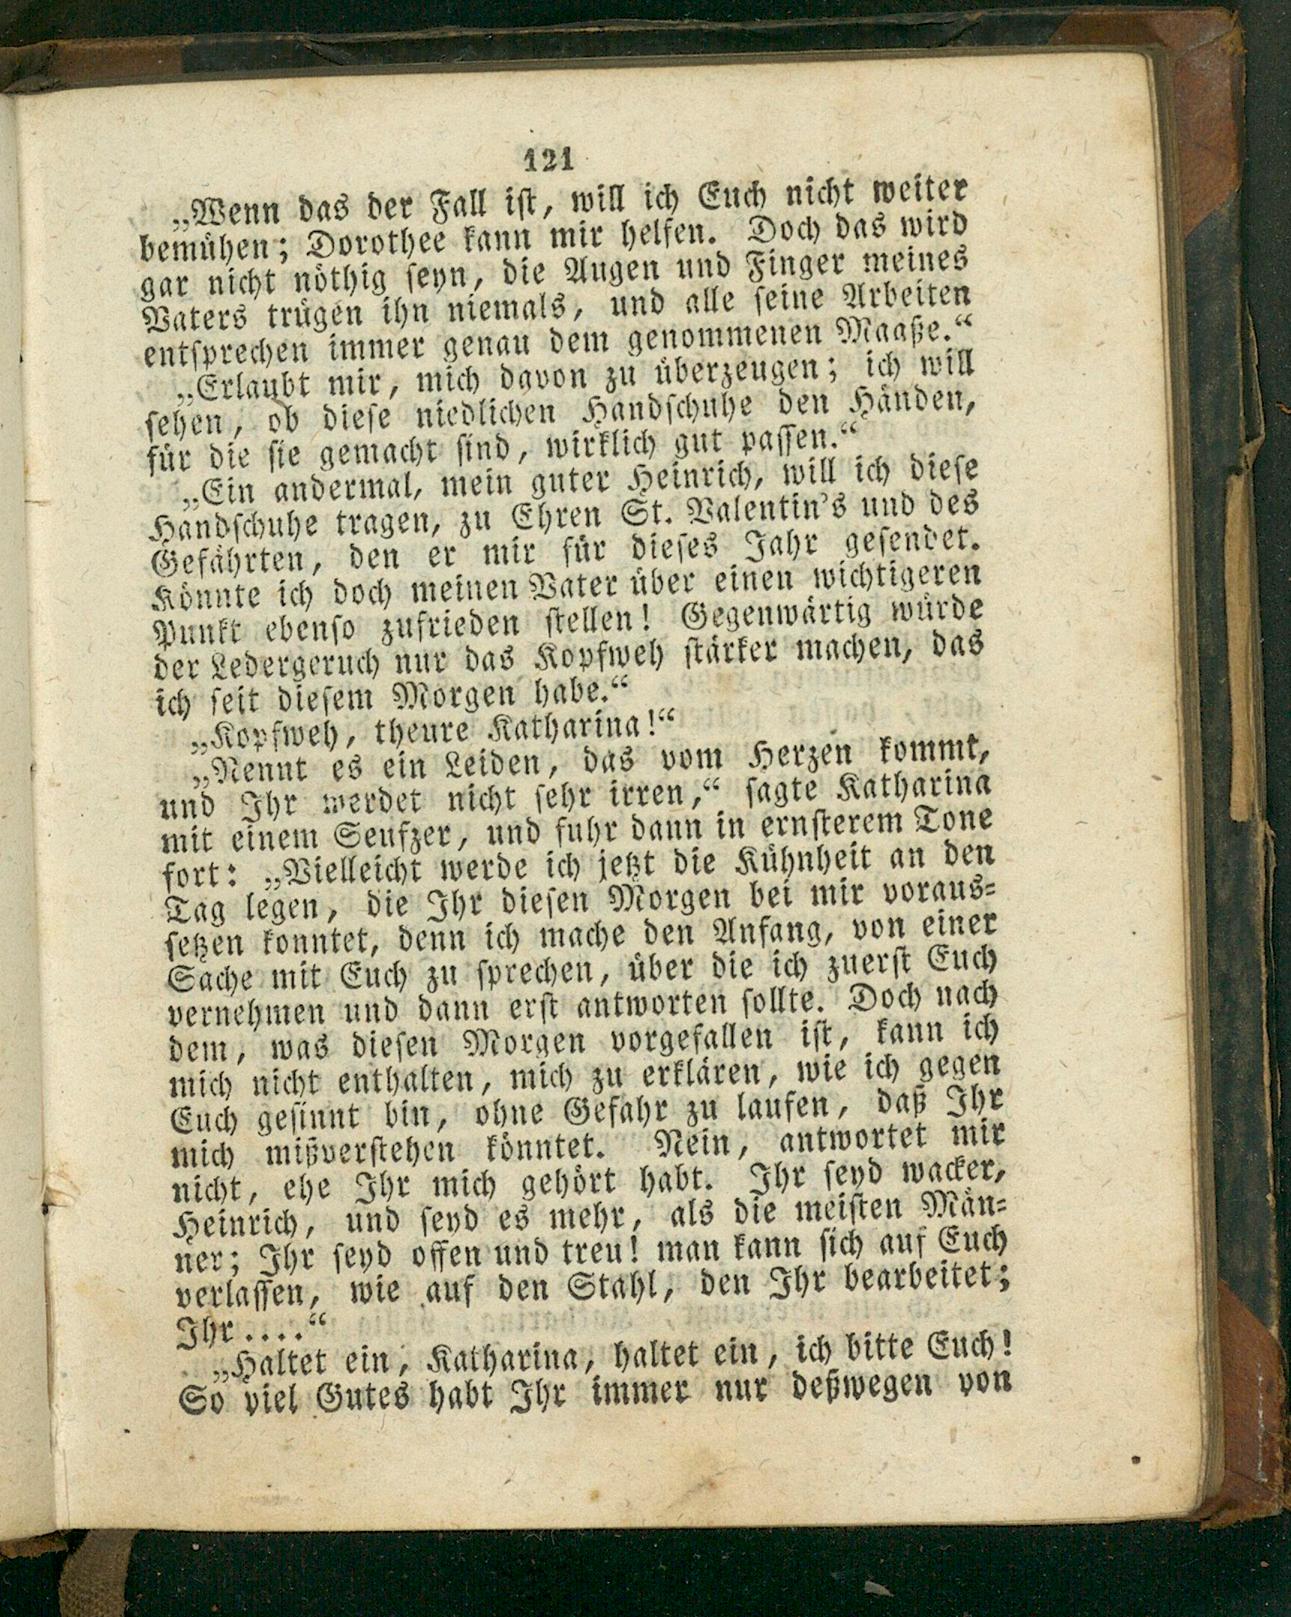 121
„Wenn das der Fall ist, will ich Euch nicht weiter
bemühen; Dorothee kann mir helfen. Doch das wird
gar nicht nöthig seyn, die Augen und Finger meines
Vaters trügen ihn niemals, und alle seine Arbeiten
entsprechen immer genau dem genommenen Maaße.“
„Erlaubt mir, mich davon zu überzeugen; ich will
sehen, ob diese niedlichen Handschuhe den Händen,
für die sie gemacht sind, wirklich gut passen.“
„Ein andermal, mein guter Heinrich, will ich diese
Handschuhe tragen, zu Ehren St. Valentin's und des
Gefährten, den er mir für dieses Jahr gesendet.
Könnte ich doch meinen Vater über einen wichtigeren
Punkt ebenso zufrieden stellen! Gegenwärtig würde
der Ledergeruch nur das Kopfweh stärker machen, das
ich seit diesem Morgen habe.“
„Kopfweh, theure Katharina!“
„Nennt es ein Leiden, das vom Herzen kommt,
und Ihr werdet nicht sehr irren,“ sagte Katharina
mit einem Seufzer, und fuhr dann in ernsterem Tone
fort: „Vielleicht werde ich jetzt die Kühnheit an den
Tag legen, die Ihr diesen Morgen bei mir voraus-
setzen konntet, denn ich mache den Anfang, von einer
Sache mit Euch zu sprechen, über die ich zuerst Euch
vernehmen und dann erst antworten sollte. Doch nach
dem, was diesen Morgen vorgefallen ist, kann ich
mich nicht enthalten, mich zu erklären, wie ich gegen
Euch gesinnt bin, ohne Gefahr zu laufen, daß Ihr
mich mißverstehen könntet. Nein, antwortet mir
nicht, ehe Ihr mich gehört habt. Ihr seyd wacker,
Heinrich, und seyd es mehr, als die meisten Män-
ner; Ihr seyd offen und treu! man kann sich auf Euch
verlassen, wie auf den Stahl, den Ihr bearbeitet;
Ihr . . . .“
„Haltet ein, Katharina, haltet ein, ich bitte Euch!
So viel Gutes habt Ihr immer nur deßwegen von